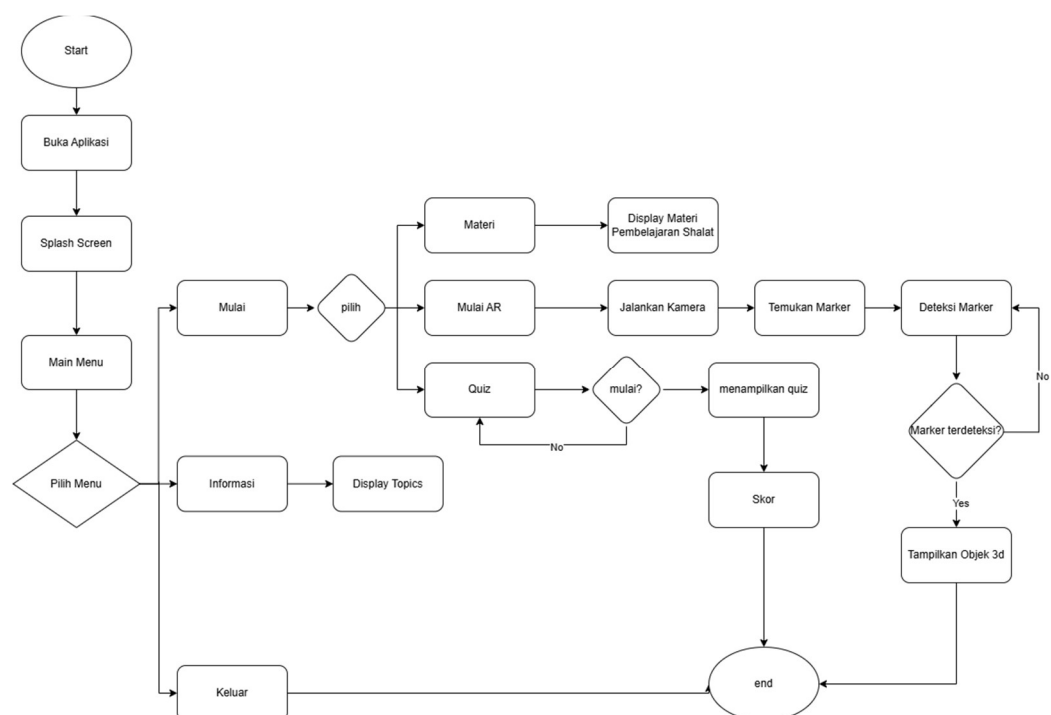 Start
Buka Aplikasi
Splash Screen
Main Menu
Pilih Menu
Mulai
pilih
Materi
Display Materi
Pembelajaran Shalat
Mulai AR
Jalankan Kamera
Temukan Marker
Deteksi Marker
No
Marker terdeteksi?
Yes
Tampilkan Objek 3d
Quiz
mulai?
No
menampilkan quiz
Skor
Informasi
Display Topics
Keluar
end